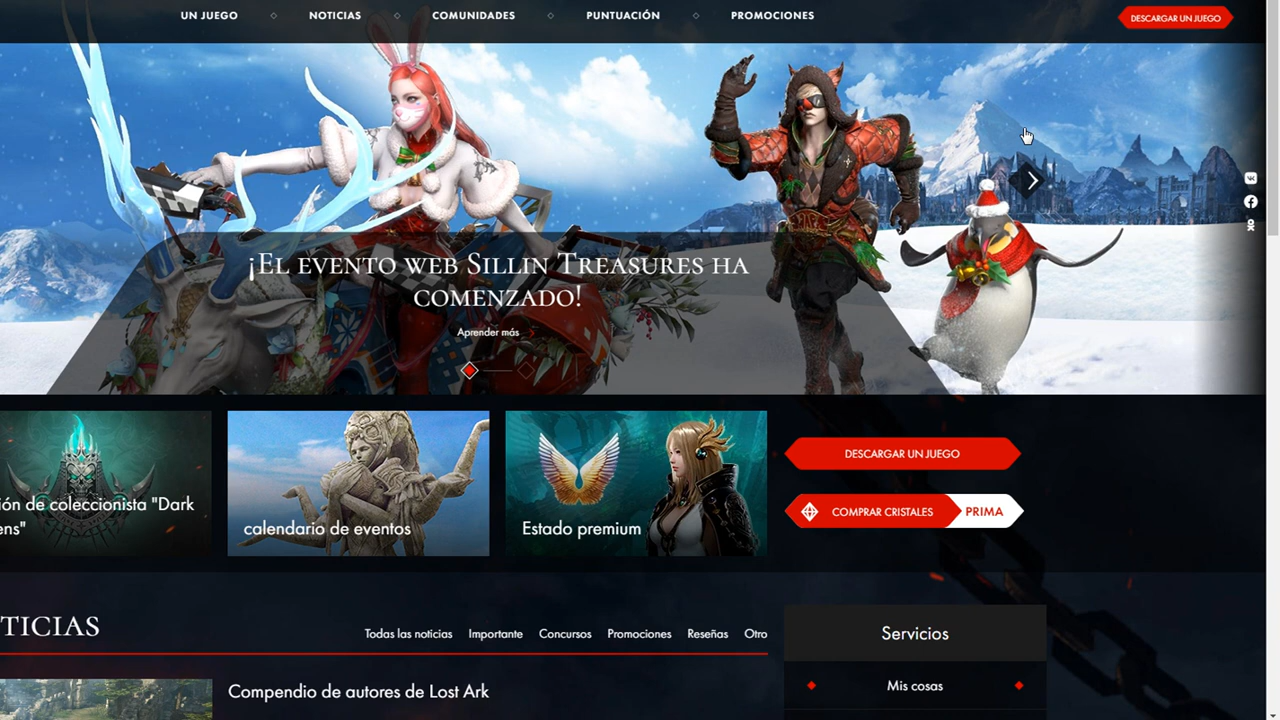 UN JUEGO
NOTICIAS
COMUNIDADES
PUNTUACIÓN
PROMOCIONES
DESCARGAR UN JUEGO
¡El evento web Sillin Treasures ha
comenzado!
Aprender más
ión de coleccionista "Dark
ens"
calendario de eventos
Estado premium
DESCARGAR UN JUEGO
COMPRAR CRISTALES
PRIMA
TICIAS
Todas las noticias
Importante
Concursos
Promociones
Reseñas
Otro
Servicios
Compendio de autores de Lost Ark
Mis cosas